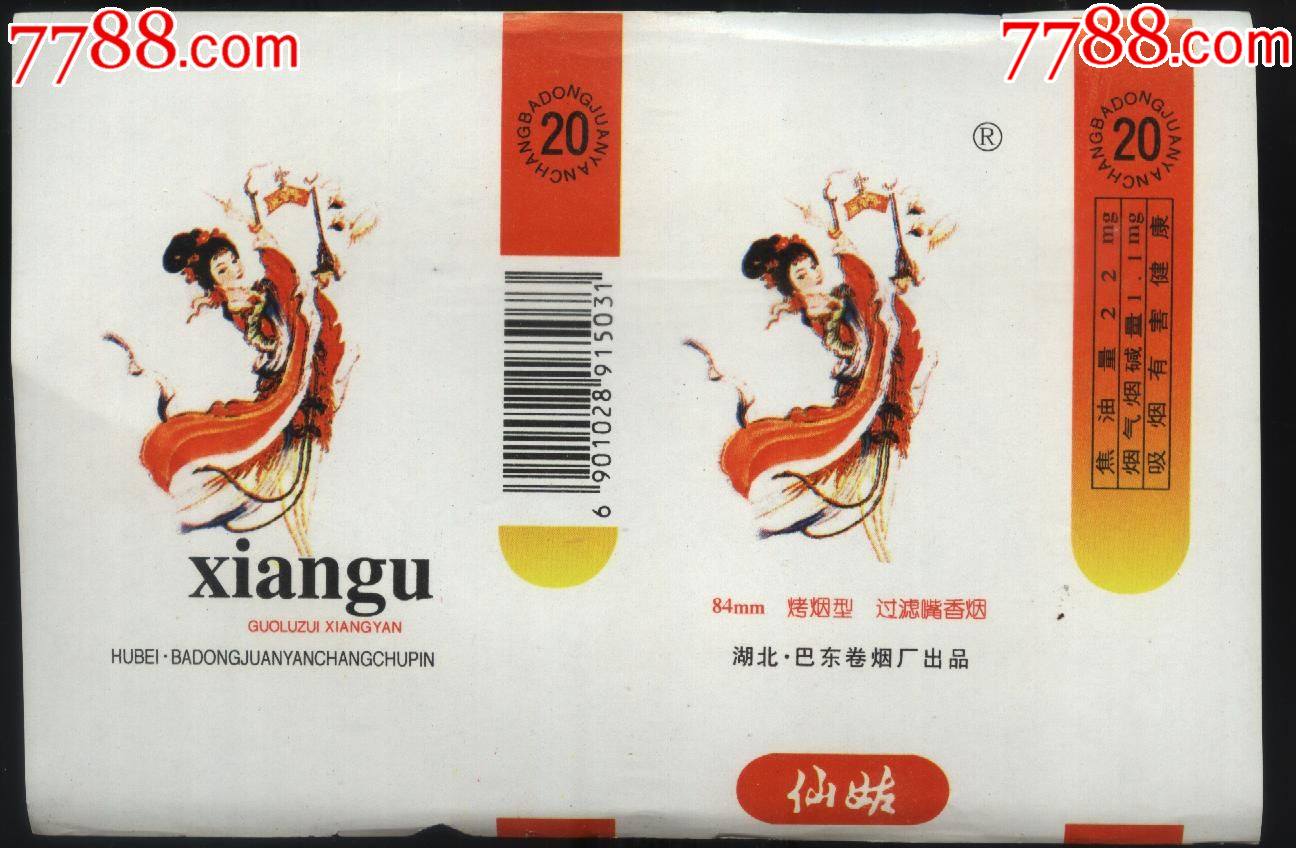 7788.com
7788.com
BADONGJUANYANCHANG
20
xiangu
GUOLUZUI XIANGYAN
HUBEI·BADONGJUANYANCHANGCHUPIN
6 901028 915031
®
84mm 烤烟型 过滤嘴香烟
湖北·巴东卷烟厂出品
仙姑
BADONGJUANYANCHANG
20
焦油量22mg
烟气烟碱量1.1mg
吸烟有害健康